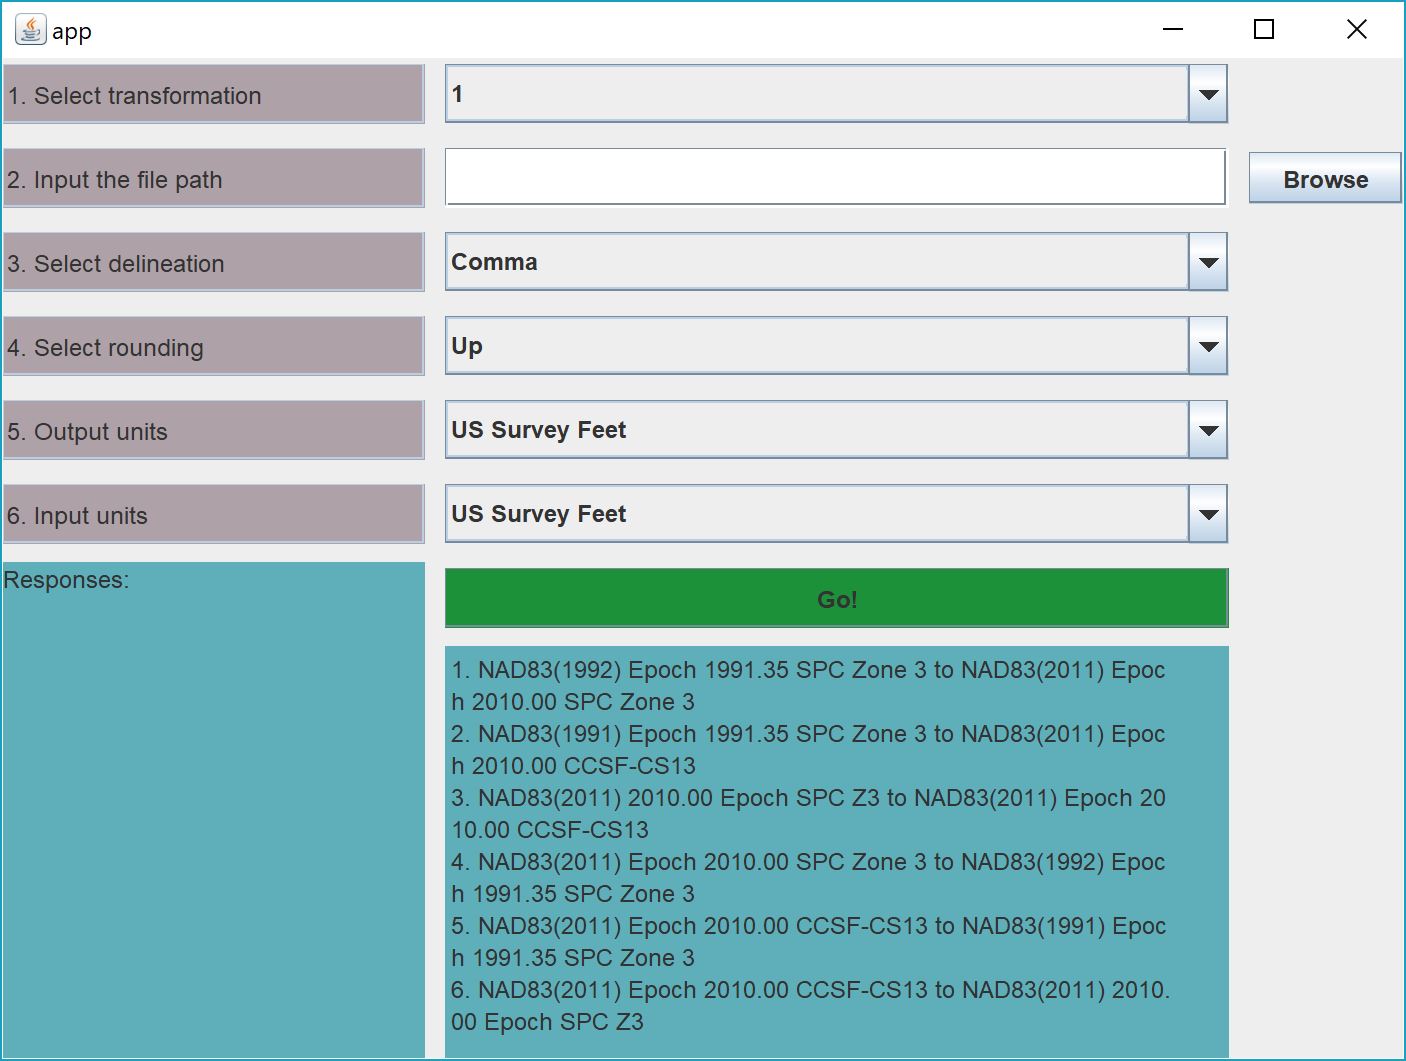 app
1. Select transformation
1
2. Input the file path
Browse
3. Select delineation
Comma
4. Select rounding
Up
5. Output units
US Survey Feet
6. Input units
US Survey Feet
Responses:
Go!
1. NAD83(1992) Epoch 1991.35 SPC Zone 3 to NAD83(2011) Epoc
h 2010.00 SPC Zone 3
2. NAD83(1991) Epoch 1991.35 SPC Zone 3 to NAD83(2011) Epoc
h 2010.00 CCSF-CS13
3. NAD83(2011) 2010.00 Epoch SPC Z3 to NAD83(2011) Epoch 20
10.00 CCSF-CS13
4. NAD83(2011) Epoch 2010.00 SPC Zone 3 to NAD83(1992) Epoc
h 1991.35 SPC Zone 3
5. NAD83(2011) Epoch 2010.00 CCSF-CS13 to NAD83(1991) Epoc
h 1991.35 SPC Zone 3
6. NAD83(2011) Epoch 2010.00 CCSF-CS13 to NAD83(2011) 2010.
00 Epoch SPC Z3